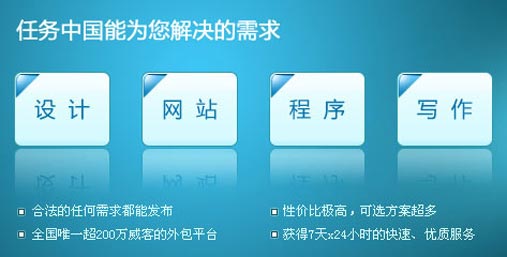 任务中国能为您解决的需求
设计 网站 程序 写作
合法的任何需求都能发布 性价比极高，可选方案超多
全国唯一超200万威客的外包平台 获得7天x24小时的快速、优质服务